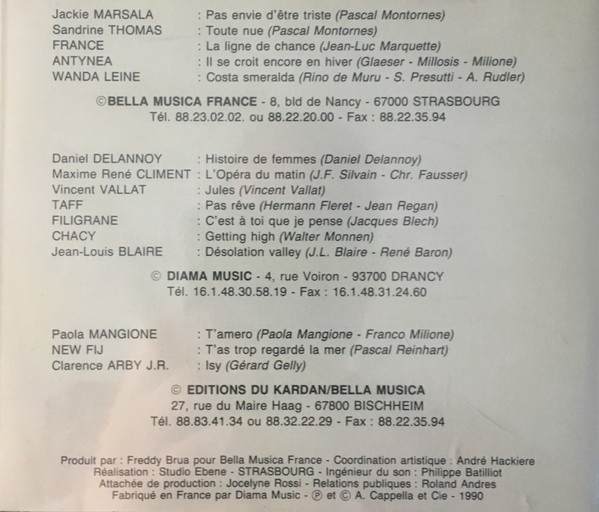 Jackie MARSALA : Pas envie d'être triste (Pascal Montornes)
Sandrine THOMAS : Toute nue (Pascal Montornes)
FRANCE : La ligne de chance (Jean-Luc Marquette)
ANTYNEA : Il se croit encore en hiver (Glaeser - Millosis - Milione)
WANDA LEINE : Costa smeralda (Rino de Muru - S. Presutti - A. Rudler)
©BELLA MUSICA FRANCE - 8, bld de Nancy - 67000 STRASBOURG
Tél. 88.23.02.02. ou 88.22.20.00 - Fax : 88.22.35.94
Daniel DELANNOY : Histoire de femmes (Daniel Delannoy)
Maxime René CLIMENT : L'Opéra du matin (J.F. Silvain - Chr. Fausser)
Vincent VALLAT : Jules (Vincent Vallat)
TAFF : Pas rêve (Hermann Fleret - Jean Regan)
FILIGRANE : C'est à toi que je pense (Jacques Blech)
CHACY : Getting high (Walter Monnen)
Jean-Louis BLAIRE : Désolation valley (J.L. Blaire - René Baron)
© DIAMA MUSIC - 4, rue Voiron - 93700 DRANCY
Tél. 16.1.48.30.58.19 - Fax : 16.1.48.31.24.60
Paola MANGIONE : T'amero (Paola Mangione - Franco Milione)
NEW FIJ : T'as trop regardé la mer (Pascal Reinhart)
Clarence ARBY J.R. : Isy (Gérard Gelly)
© EDITIONS DU KARDAN/BELLA MUSICA
27, rue du Maire Haag - 67800 BISCHHEIM
Tél. 88.83.41.34 ou 88.32.22.29 - Fax : 88.22.35.94
Produit par : Freddy Brua pour Bella Musica France - Coordination artistique : André Hackiere
Réalisation : Studio Ebene - STRASBOURG - Ingénieur du son : Philippe Batilliot
Attachée de production : Jocelyne Rossi - Relations publiques : Roland Andres
Fabriqué en France par Diama Music - ℗ et © A. Cappella et Cie - 1990